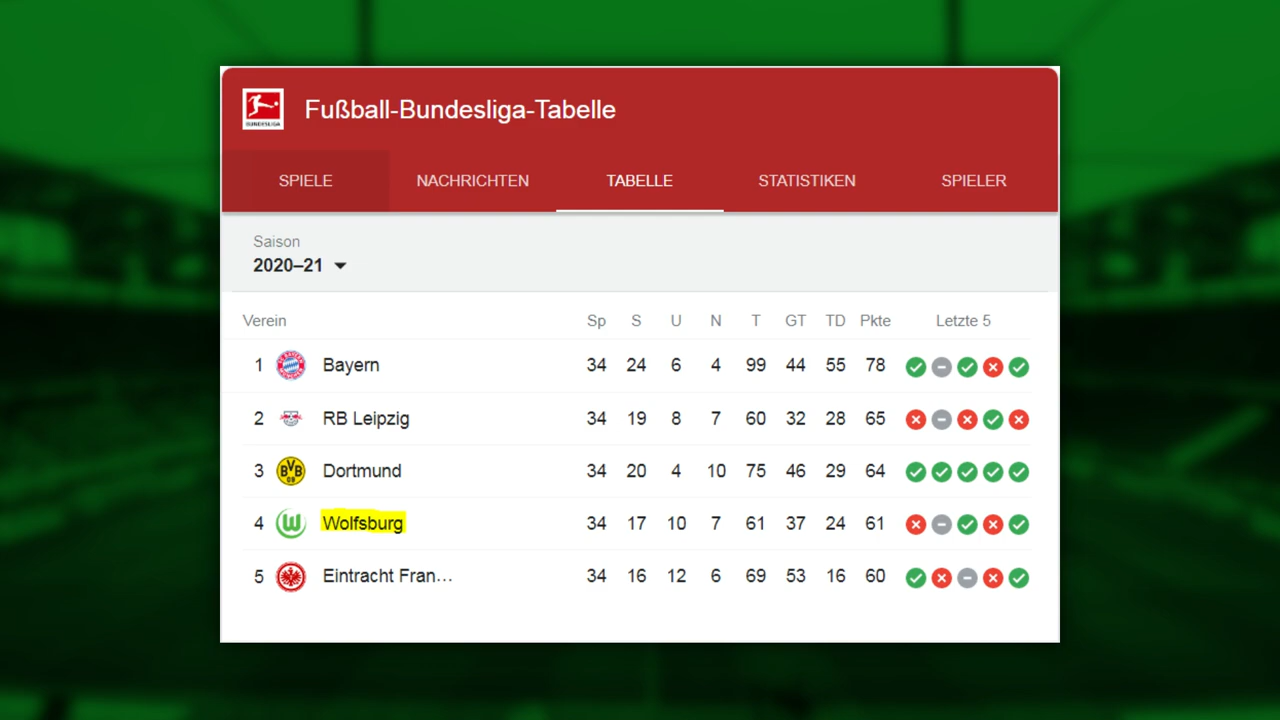 BUNDESLIGA
Fußball-Bundesliga-Tabelle
SPIELE NACHRICHTEN TABELLE STATISTIKEN SPIELER
Saison
2020–21
Verein Sp S U N T GT TD Pkte Letzte 5
1 Bayern 34 24 6 4 99 44 55 78
2 RB Leipzig 34 19 8 7 60 32 28 65
3 BVB 09 Dortmund 34 20 4 10 75 46 29 64
4 W Wolfsburg 34 17 10 7 61 37 24 61
5 Eintracht Fran… 34 16 12 6 69 53 16 60